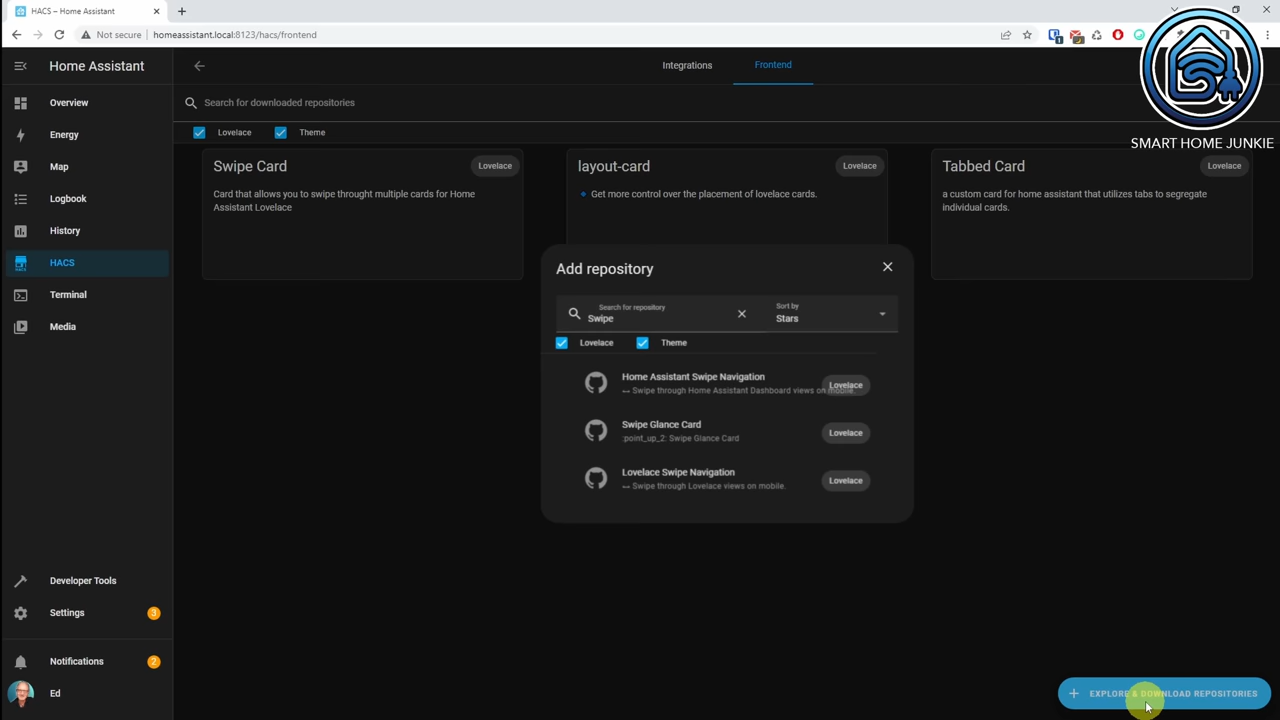 HACS – Home Assistant
Not secure
homeassistant.local:8123/hacs/frontend
SMART HOME JUNKIE
Home Assistant
Integrations
Frontend
Overview
Search for downloaded repositories
Lovelace
Theme
Energy
Map
Logbook
History
HACS
Terminal
Media
Swipe Card
Lovelace
Card that allows you to swipe throught multiple cards for Home
Assistant Lovelace
layout-card
Lovelace
Get more control over the placement of lovelace cards.
Tabbed Card
Lovelace
a custom card for home assistant that utilizes tabs to segregate
individual cards.
Add repository
Search for repository
Swipe
Sort by
Stars
Lovelace
Theme
Home Assistant Swipe Navigation
Swipe through Home Assistant Dashboard views on mobile.
Lovelace
Swipe Glance Card
:point_up_2: Swipe Glance Card
Lovelace
Lovelace Swipe Navigation
Swipe through Lovelace views on mobile.
Lovelace
Developer Tools
Settings
3
Notifications
2
Ed
EXPLORE & DOWNLOAD REPOSITORIES